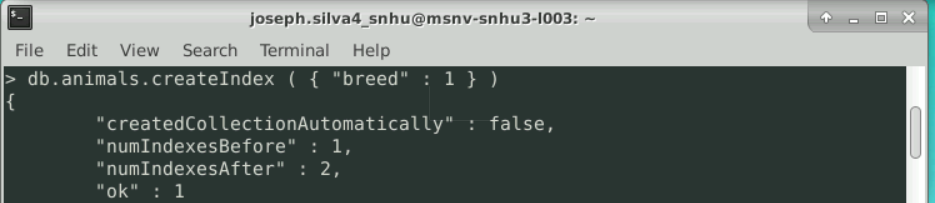 joseph.silva4_snhu@msnv-snhu3-l003: ~
File Edit View Search Terminal Help
> db.animals.createIndex ( { "breed" : 1 } )
{
        "createdCollectionAutomatically" : false,
        "numIndexesBefore" : 1,
        "numIndexesAfter" : 2,
        "ok" : 1